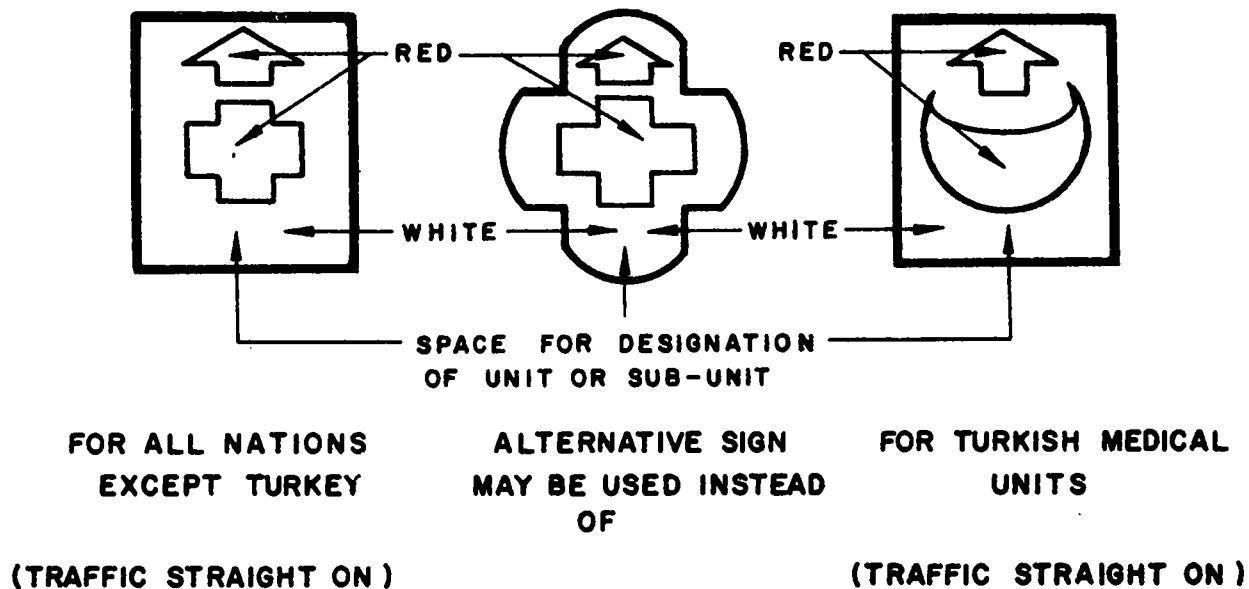 RED
RED
WHITE
WHITE
SPACE FOR DESIGNATION
OF UNIT OR SUB-UNIT
FOR ALL NATIONS
EXCEPT TURKEY
(TRAFFIC STRAIGHT ON)
ALTERNATIVE SIGN
MAY BE USED INSTEAD
OF
FOR TURKISH MEDICAL
UNITS
(TRAFFIC STRAIGHT ON)